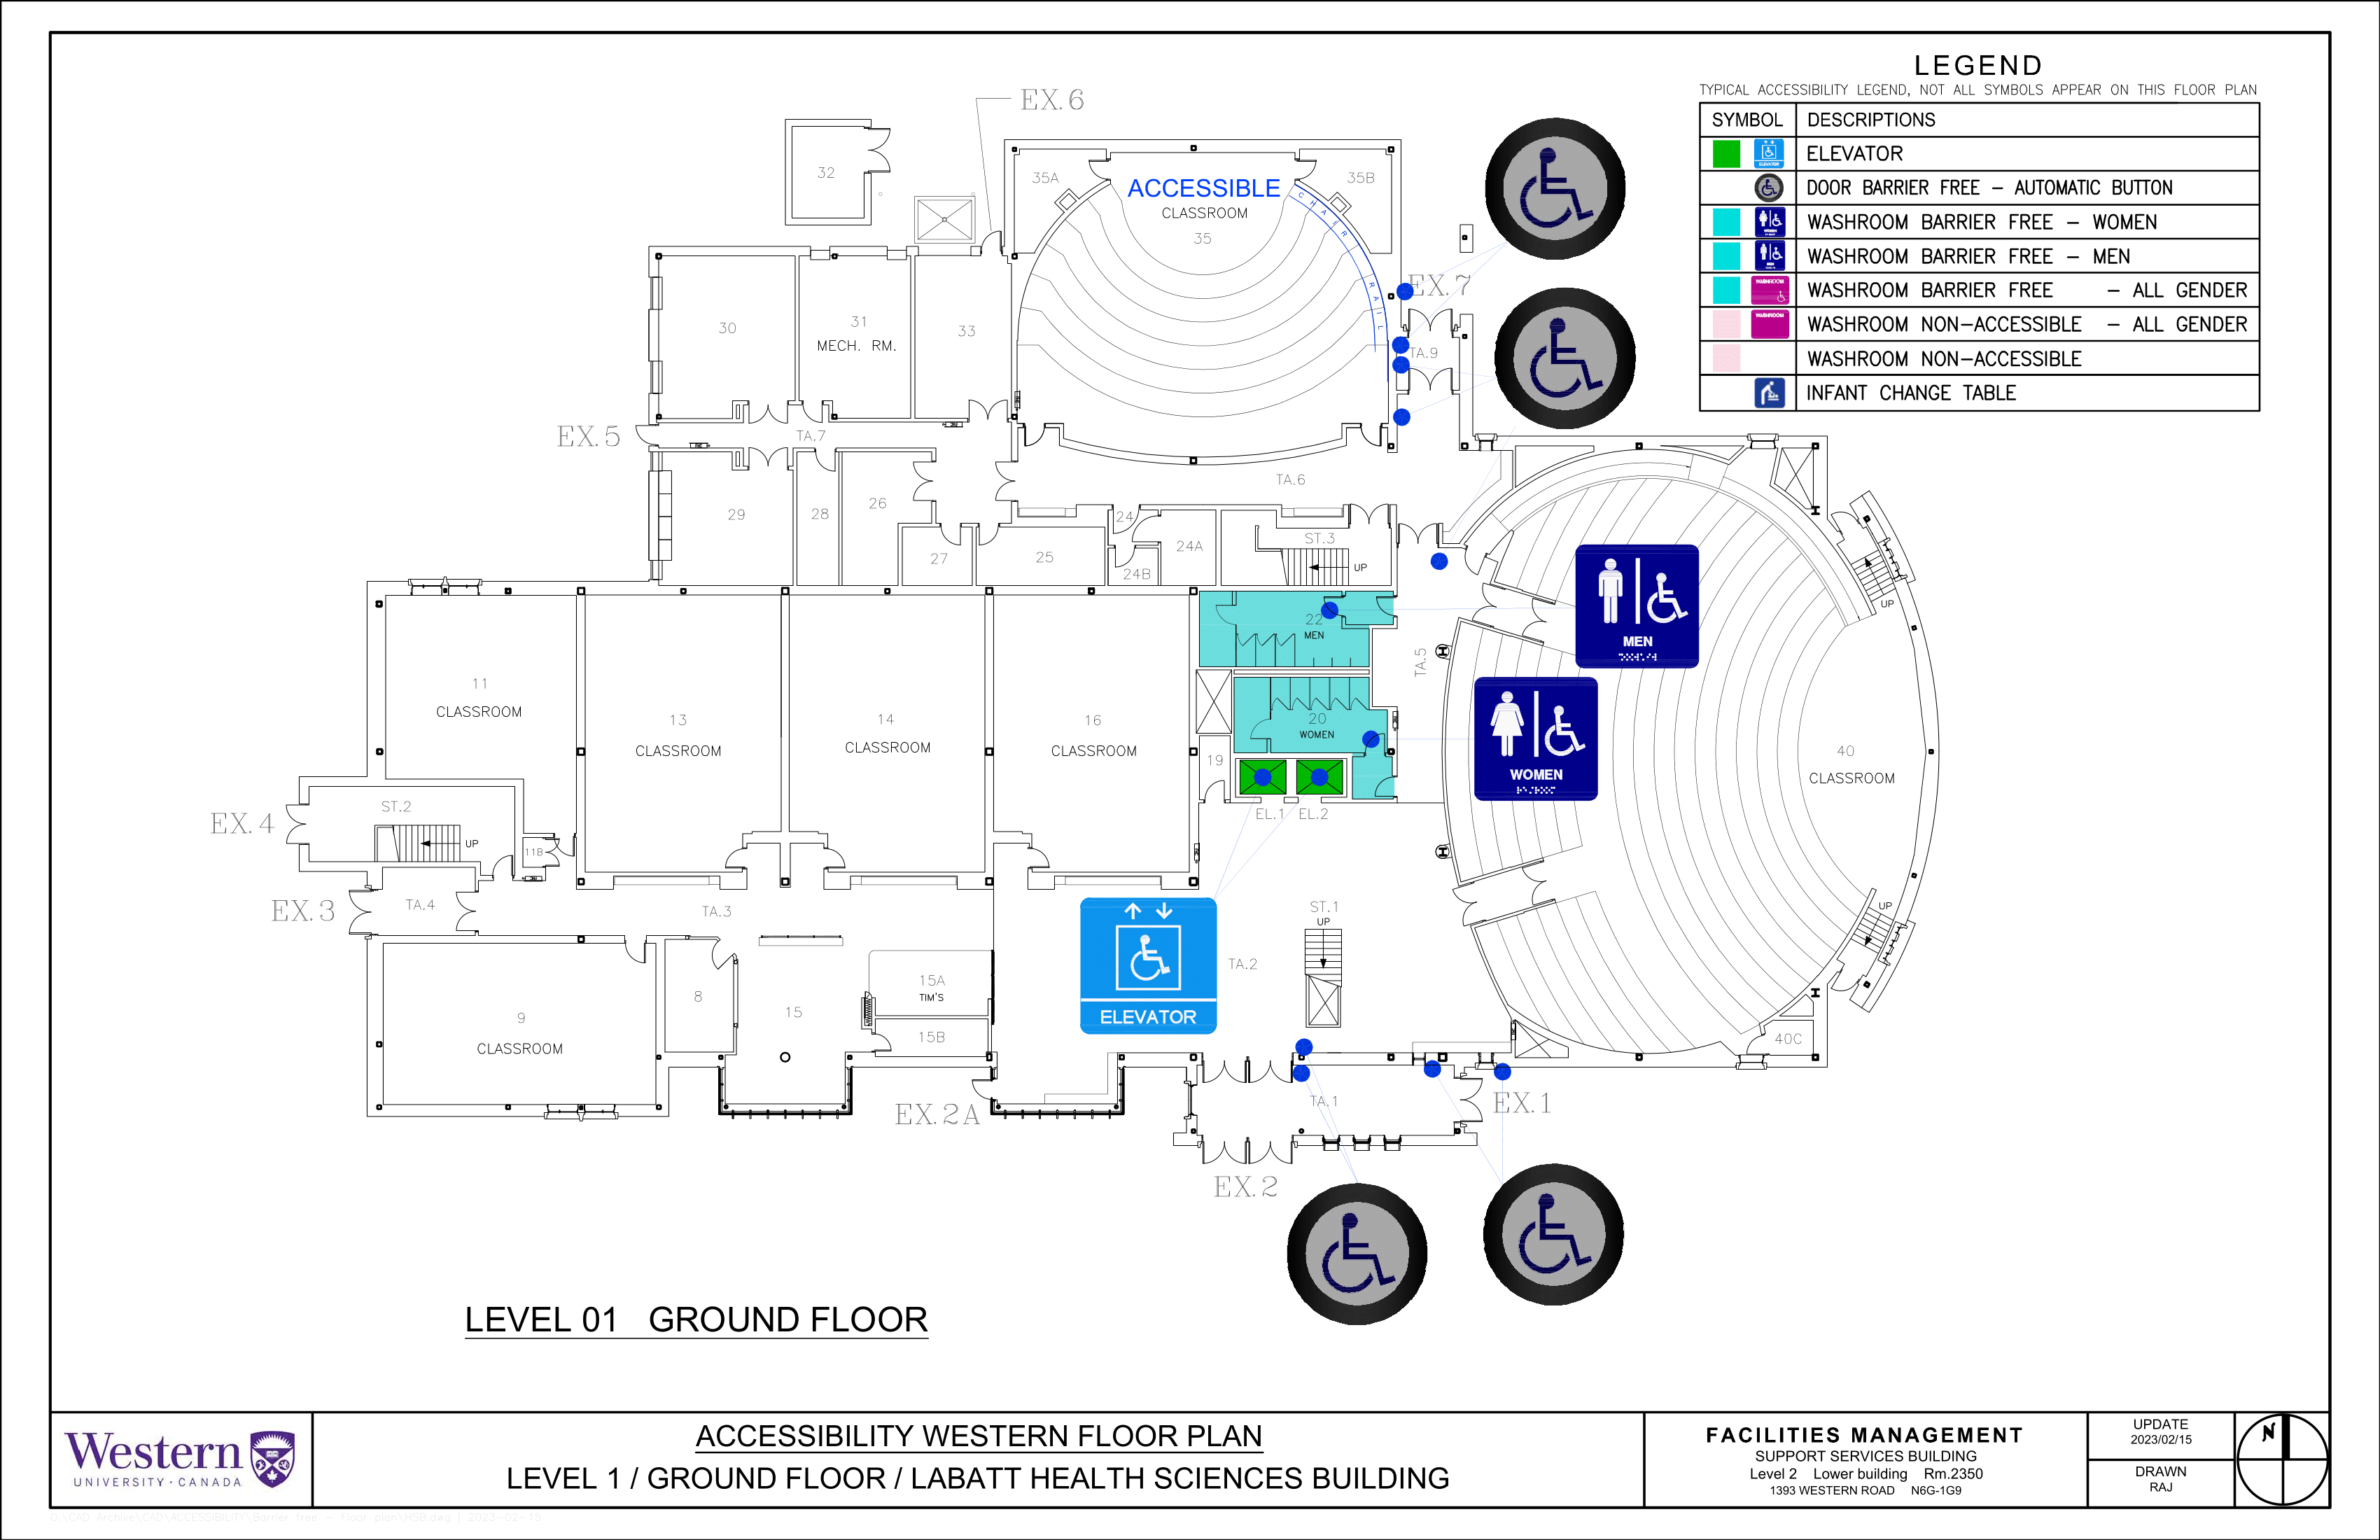 LEGEND
TYPICAL ACCESSIBILITY LEGEND, NOT ALL SYMBOLS APPEAR ON THIS FLOOR PLAN
SYMBOL DESCRIPTIONS
ELEVATOR ELEVATOR
DOOR BARRIER FREE - AUTOMATIC BUTTON
WOMEN WASHROOM BARRIER FREE - WOMEN
MEN WASHROOM BARRIER FREE - MEN
WASHROOM WASHROOM BARRIER FREE - ALL GENDER
WASHROOM WASHROOM NON-ACCESSIBLE - ALL GENDER
WASHROOM NON-ACCESSIBLE
INFANT CHANGE TABLE
EX.6
32
35A
ACCESSIBLE
CLASSROOM
35
35B
CHAIR RAIL
EX.7
TA.9
30
31
MECH. RM.
33
EX.5
TA.7
TA.6
29
28
26
27
25
24
24A
24B
ST.3
UP
22
MEN
TA.5
MEN
UP
11
CLASSROOM
13
CLASSROOM
14
CLASSROOM
16
CLASSROOM
20
WOMEN
WOMEN
19
40
CLASSROOM
EX.4
ST.2
UP
11B
EL.1
EL.2
EX.3
TA.4
TA.3
ST.1
UP
UP
TA.2
15A
TIM'S
8
15
15B
9
CLASSROOM
ELEVATOR
40C
EX.2A
TA.1
EX.1
EX.2
LEVEL 01 GROUND FLOOR
Western
UNIVERSITY · CANADA
ACCESSIBILITY WESTERN FLOOR PLAN
LEVEL 1 / GROUND FLOOR / LABATT HEALTH SCIENCES BUILDING
FACILITIES MANAGEMENT
SUPPORT SERVICES BUILDING
Level 2 Lower building Rm.2350
1393 WESTERN ROAD N6G-1G9
UPDATE
2023/02/15
DRAWN
RAJ
N